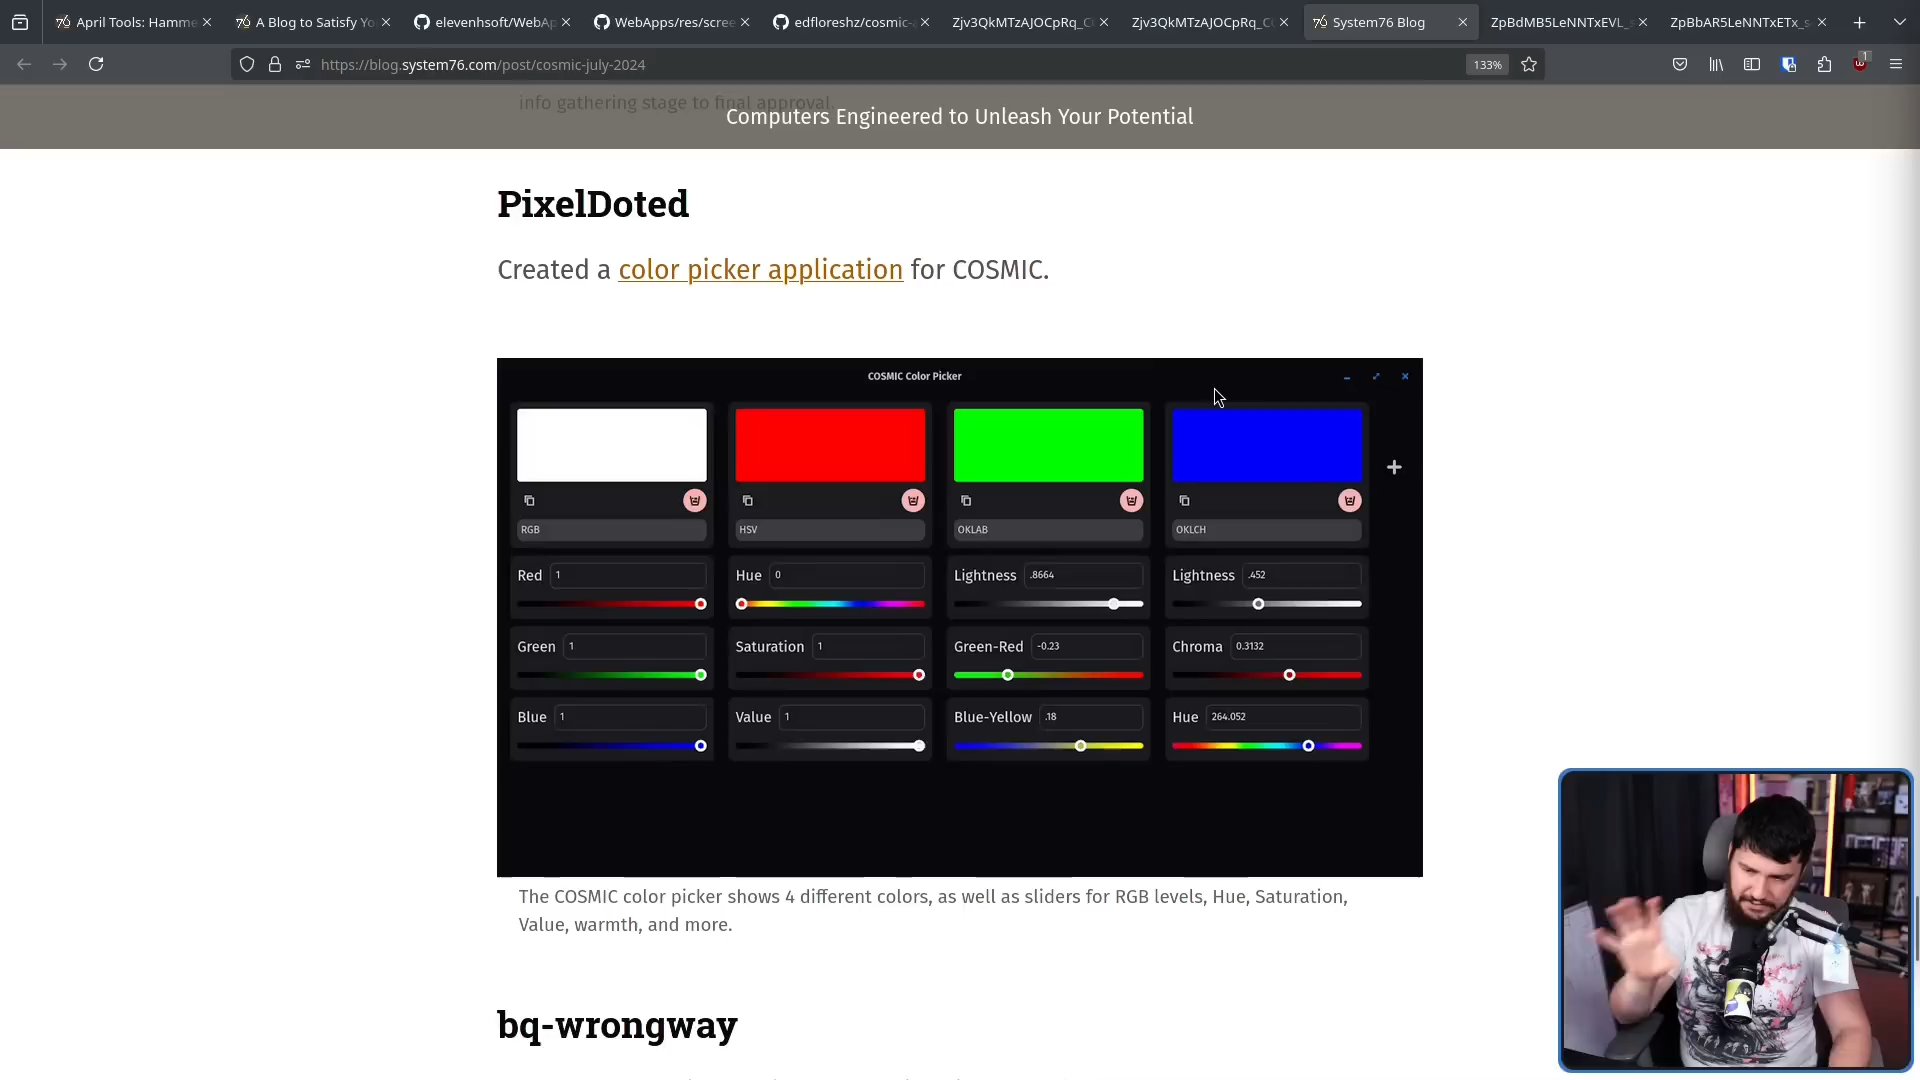 April Tools: Hamme
A Blog to Satisfy Yo
elevenhsoft/WebAp
WebApps/res/scree
edfloreshz/cosmic-
Zjv3QkMTzAJOCpRq_C
Zjv3QkMTzAJOCpRq_C
System76 Blog
ZpBdMB5LeNNTxEVL_s
ZpBbAR5LeNNTxETx_s
https://blog.system76.com/post/cosmic-july-2024
133%
1
info gathering stage to final approval.
Computers Engineered to Unleash Your Potential
PixelDoted
Created a color picker application for COSMIC.
COSMIC Color Picker
RGB
HSV
OKLAB
OKLCH
Red 1
Hue 0
Lightness .8664
Lightness .452
Green 1
Saturation 1
Green-Red -0.23
Chroma 0.3132
Blue 1
Value 1
Blue-Yellow .18
Hue 264.052
The COSMIC color picker shows 4 different colors, as well as sliders for RGB levels, Hue, Saturation,
Value, warmth, and more.
bq-wrongway